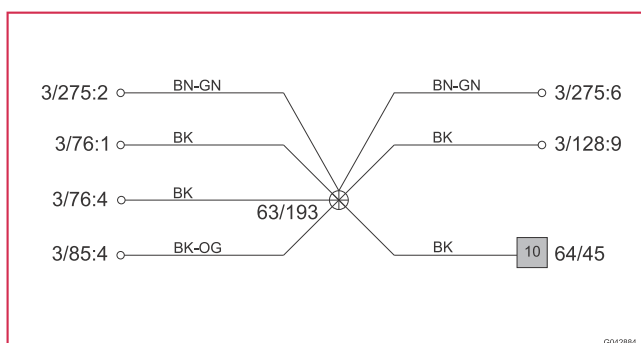 3/275:2 BN-GN BN-GN 3/275:6
3/76:1 BK BK 3/128:9
3/76:4 BK
63/193
3/85:4 BK-OG BK 10 64/45
G042884